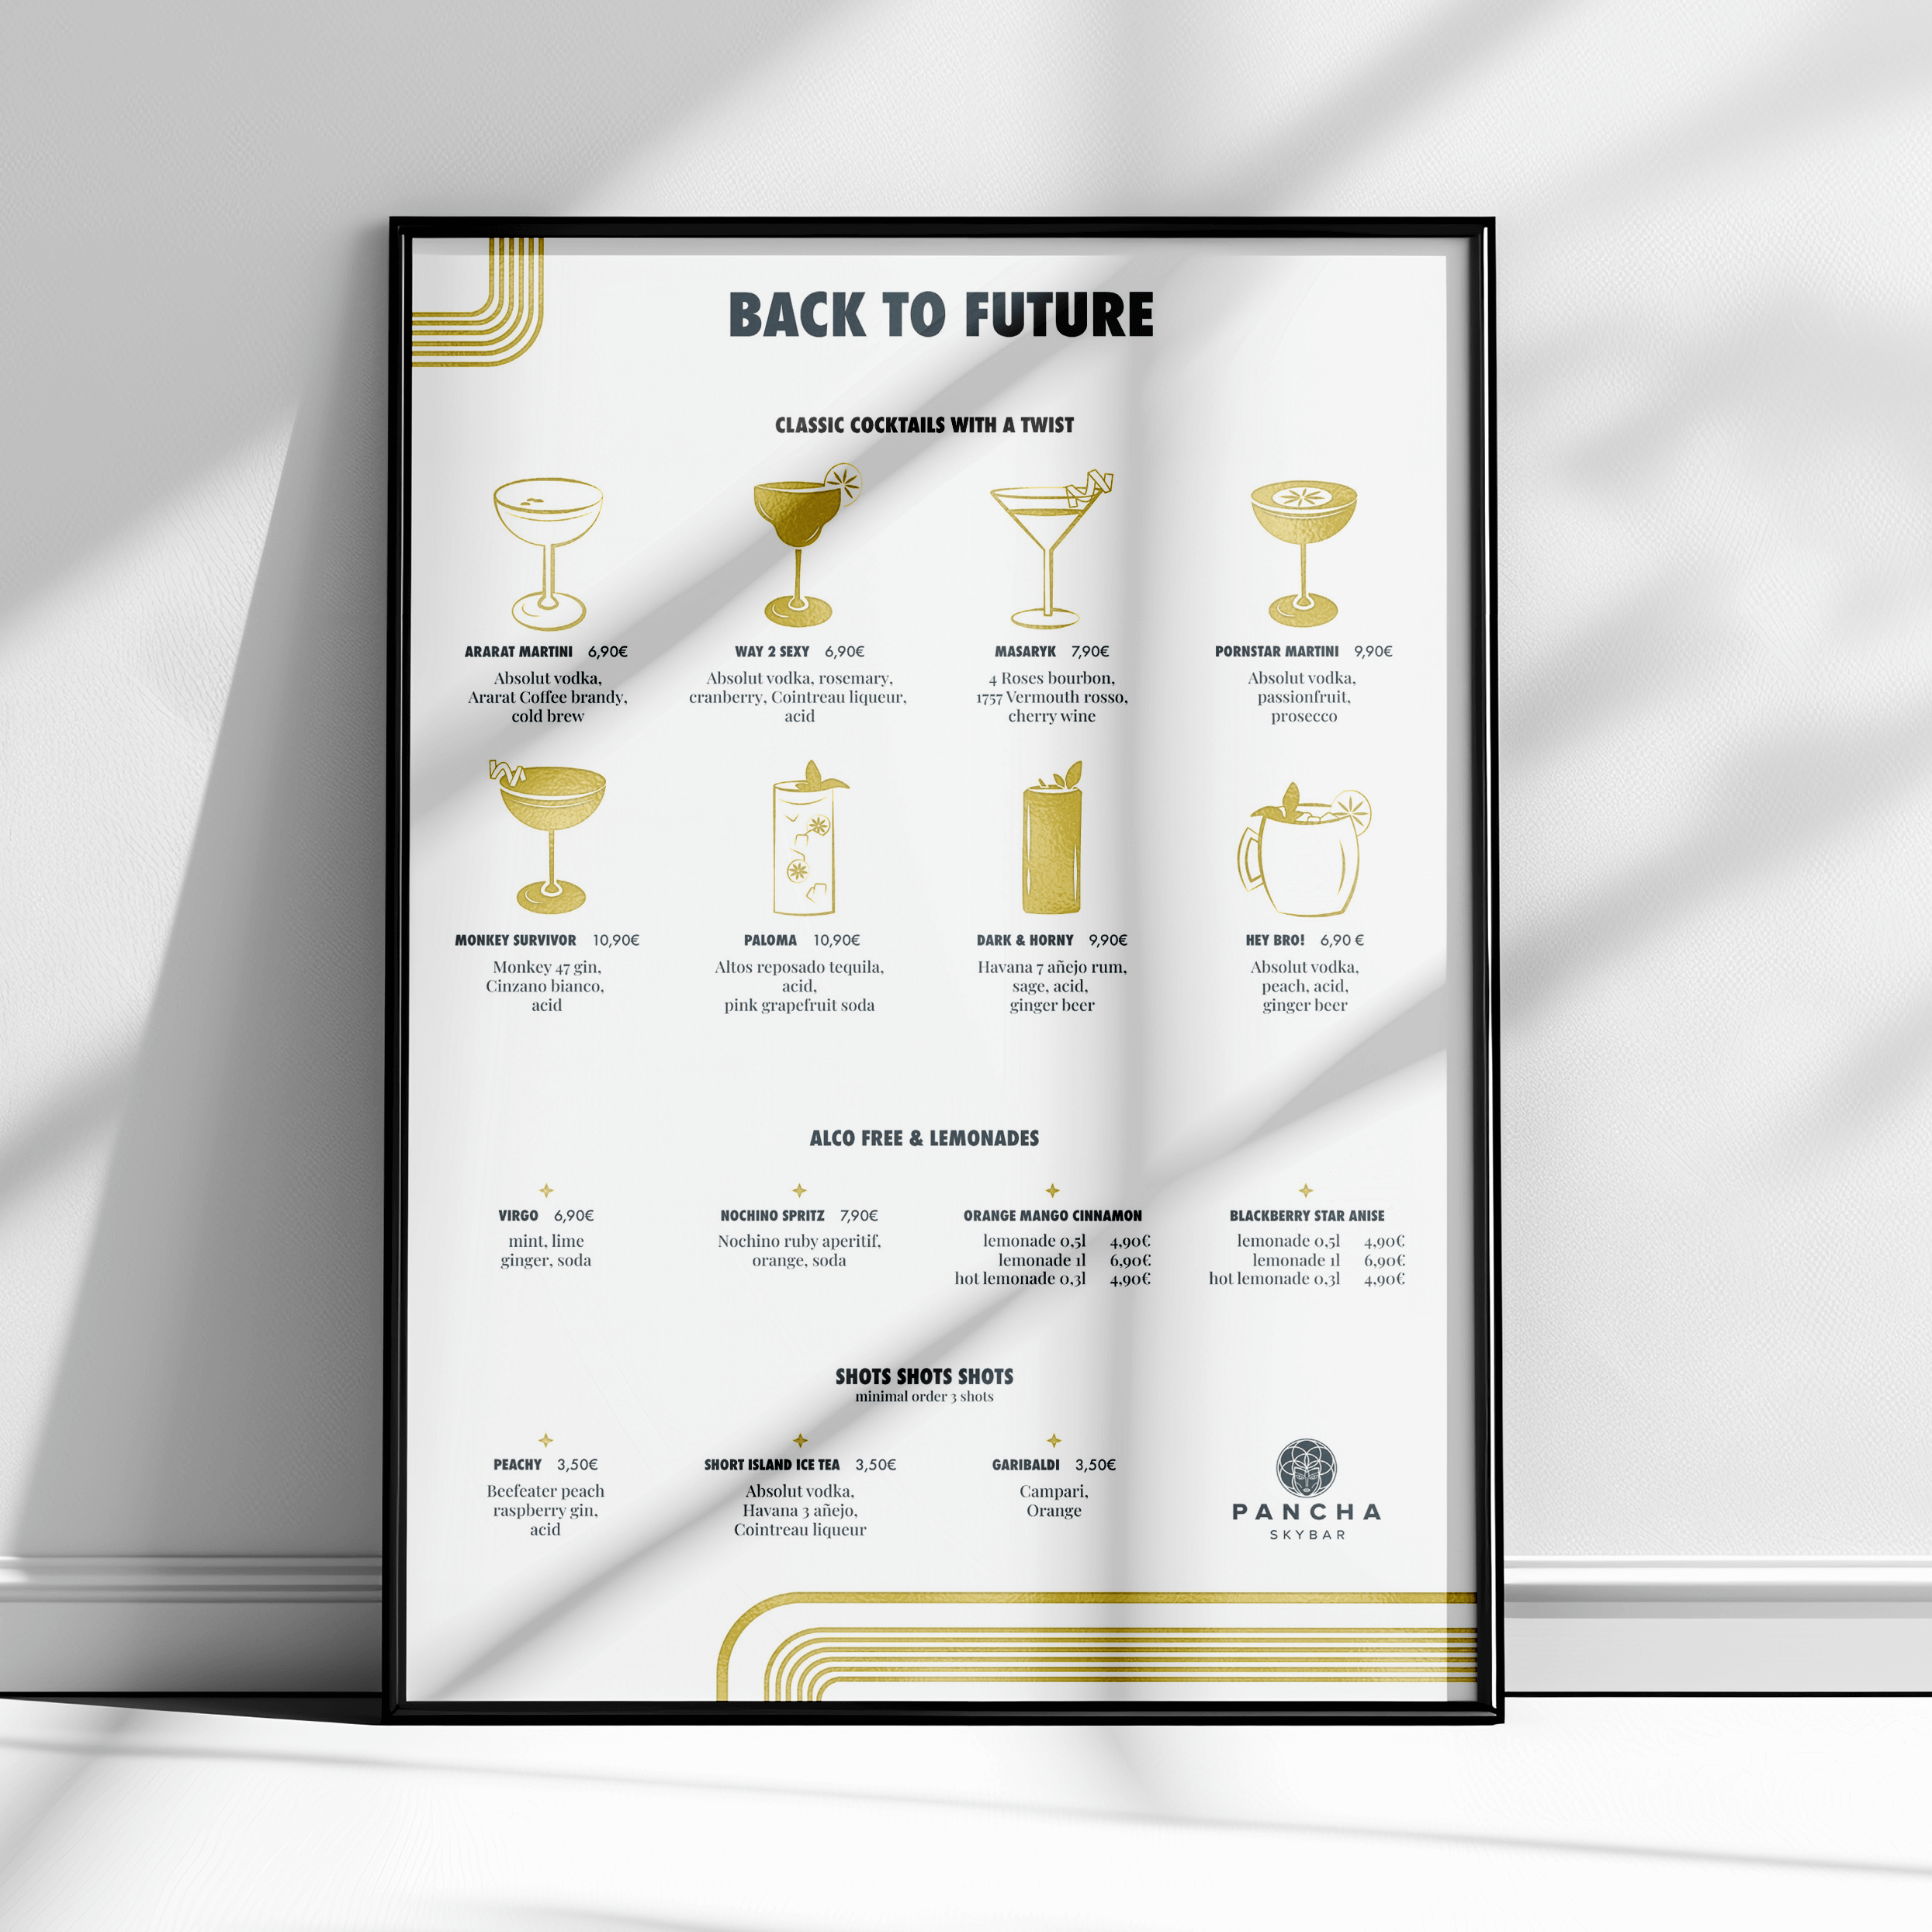 BACK TO FUTURE
CLASSIC COCKTAILS WITH A TWIST
ARARAT MARTINI 6,90€
Absolut vodka,
Ararat Coffee brandy,
cold brew
WAY 2 SEXY 6,90€
Absolut vodka, rosemary,
cranberry, Cointreau liqueur,
acid
MASARYK 7,90€
4 Roses bourbon,
1757 Vermouth rosso,
cherry wine
PORNSTAR MARTINI 9,90€
Absolut vodka,
passionfruit,
prosecco
MONKEY SURVIVOR 10,90€
Monkey 47 gin,
Cinzano bianco,
acid
PALOMA 10,90€
Altos reposado tequila,
acid,
pink grapefruit soda
DARK & HORNY 9,90€
Havana 7 añejo rum,
sage, acid,
ginger beer
HEY BRO! 6,90 €
Absolut vodka,
peach, acid,
ginger beer
ALCO FREE & LEMONADES
VIRGO 6,90€
mint, lime
ginger, soda
NOCHINO SPRITZ 7,90€
Nochino ruby aperitif,
orange, soda
ORANGE MANGO CINNAMON
lemonade 0,5l 4,90€
lemonade 1l 6,90€
hot lemonade 0,3l 4,90€
BLACKBERRY STAR ANISE
lemonade 0,5l 4,90€
lemonade 1l 6,90€
hot lemonade 0,3l 4,90€
SHOTS SHOTS SHOTS
minimal order 3 shots
PEACHY 3,50€
Beefeater peach
raspberry gin,
acid
SHORT ISLAND ICE TEA 3,50€
Absolut vodka,
Havana 3 añejo,
Cointreau liqueur
GARIBALDI 3,50€
Campari,
Orange
PANCHA
SKYBAR